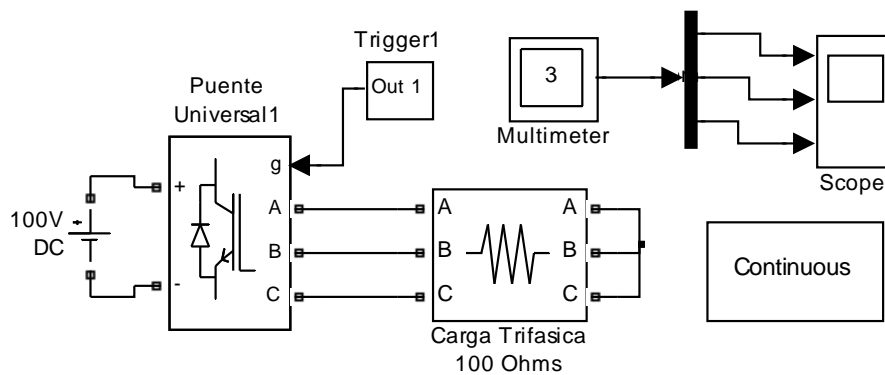 Trigger1
Out 1
3
Multimeter
Scope
Puente
Universal1
g
+
A
B
C
-
100V
DC
A
B
C
A
B
C
Carga Trifasica
100 Ohms
Continuous